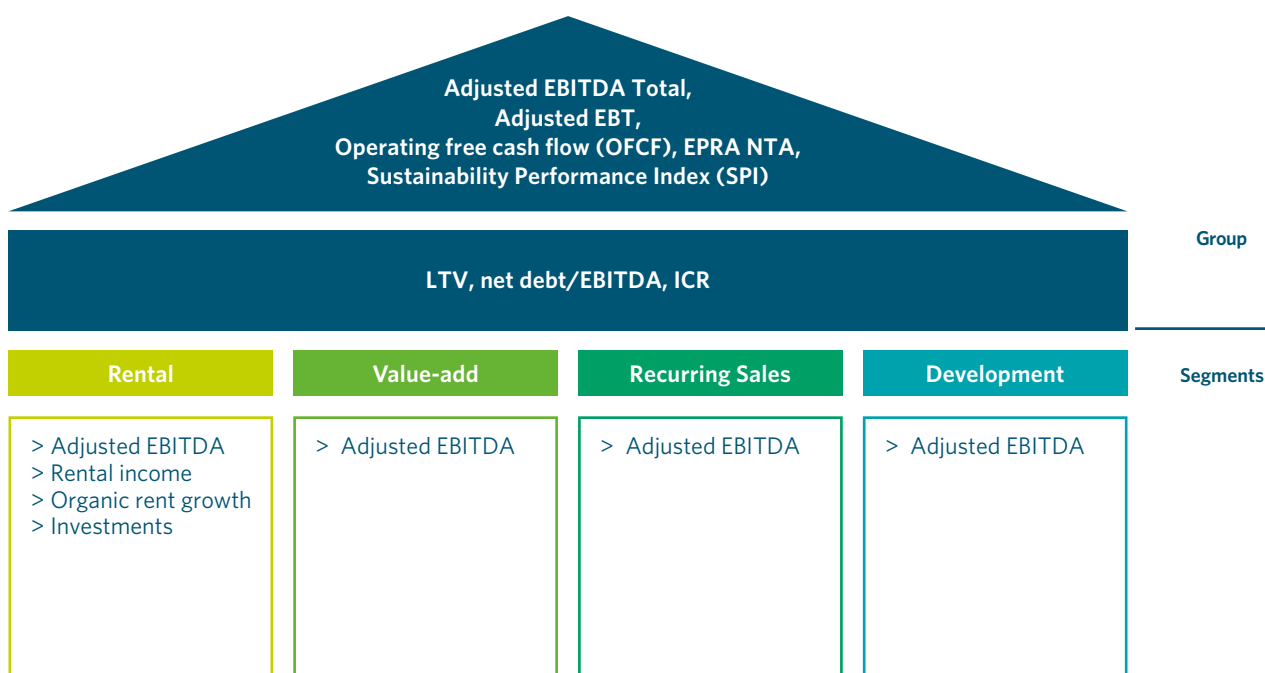 Adjusted EBITDA Total,
Adjusted EBT,
Operating free cash flow (OFCF), EPRA NTA,
Sustainability Performance Index (SPI)
Group
LTV, net debt/EBITDA, ICR
Rental
Value-add
Recurring Sales
Development
Segments
> Adjusted EBITDA
> Rental income
> Organic rent growth
> Investments
> Adjusted EBITDA
> Adjusted EBITDA
> Adjusted EBITDA